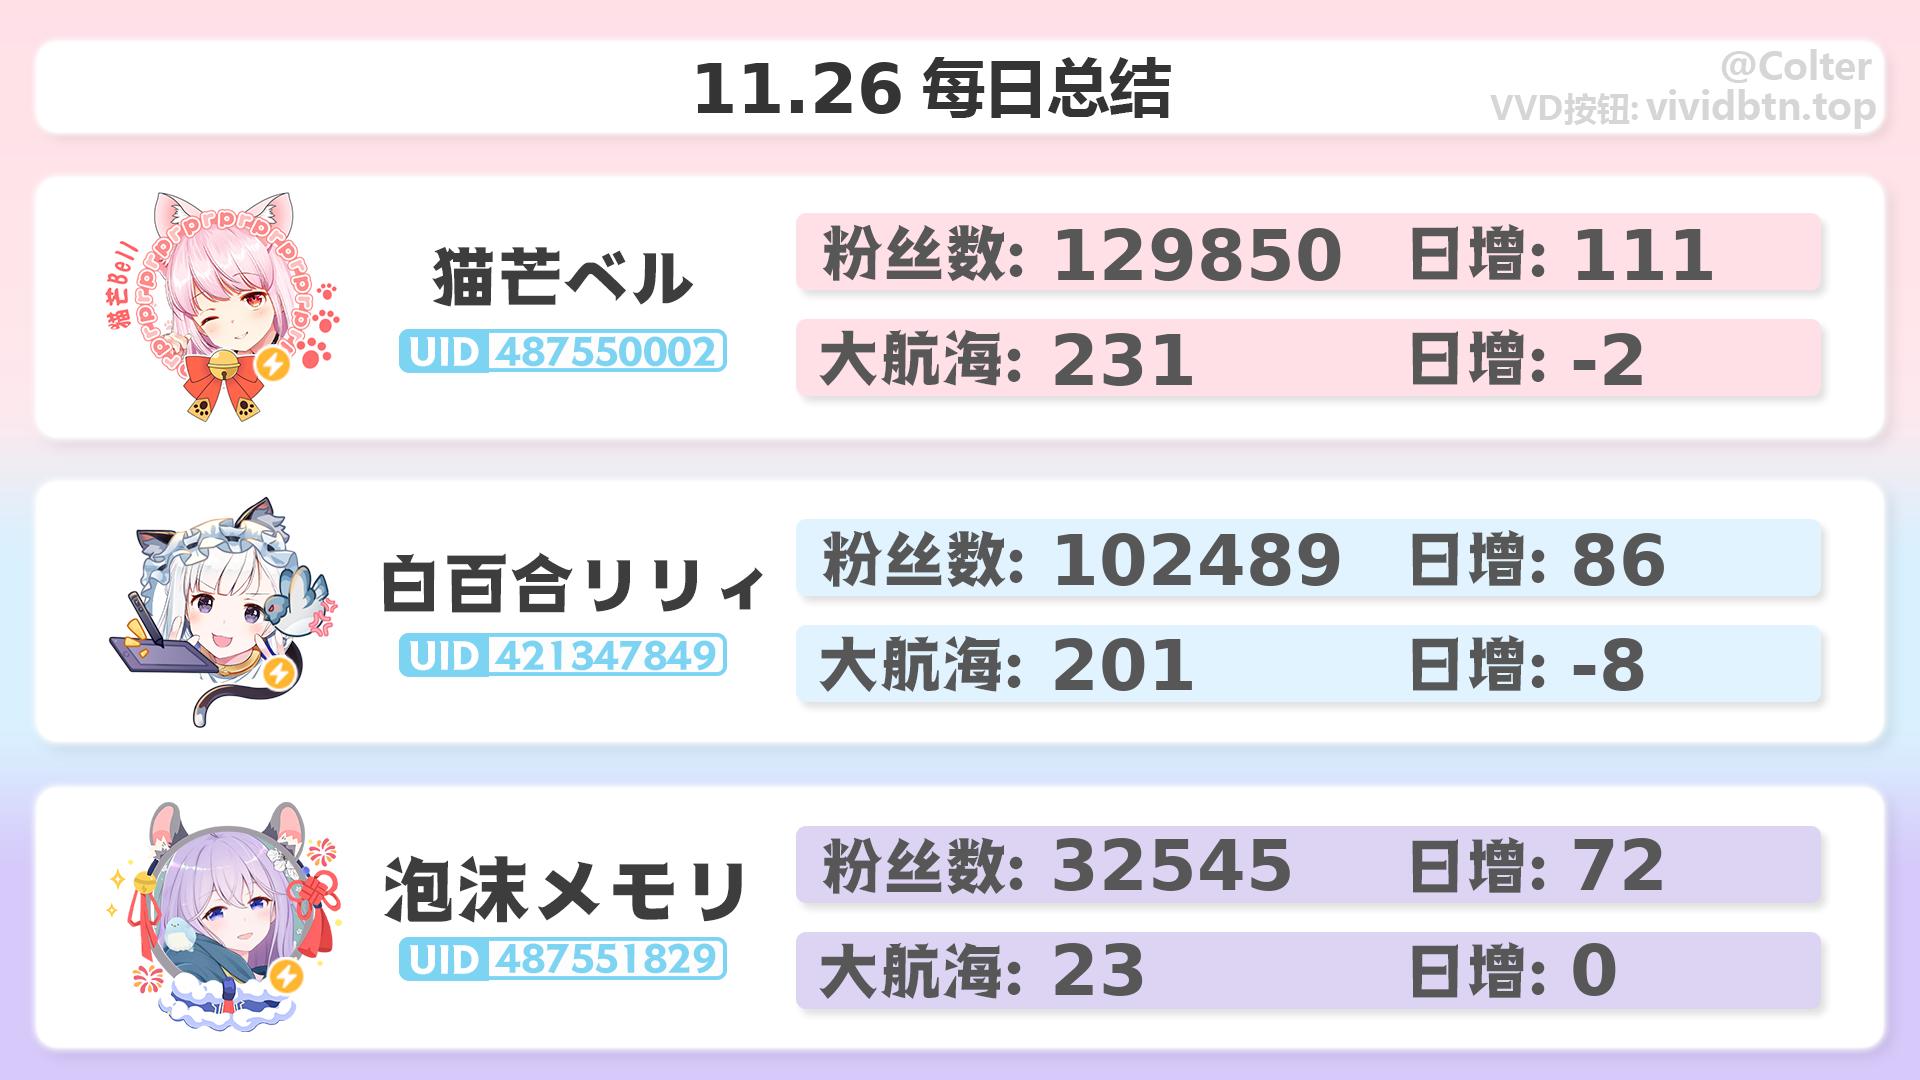 11.26 每日总结
@Colter
VVD按钮: vividbtn.top
猫芒Bell
prprprprprprprpr
猫芒ベル
UID 487550002
粉丝数: 129850 日增: 111
大航海: 231 日增: -2
白百合リリィ
UID 421347849
粉丝数: 102489 日增: 86
大航海: 201 日增: -8
泡沫メモリ
UID 487551829
粉丝数: 32545 日增: 72
大航海: 23 日增: 0